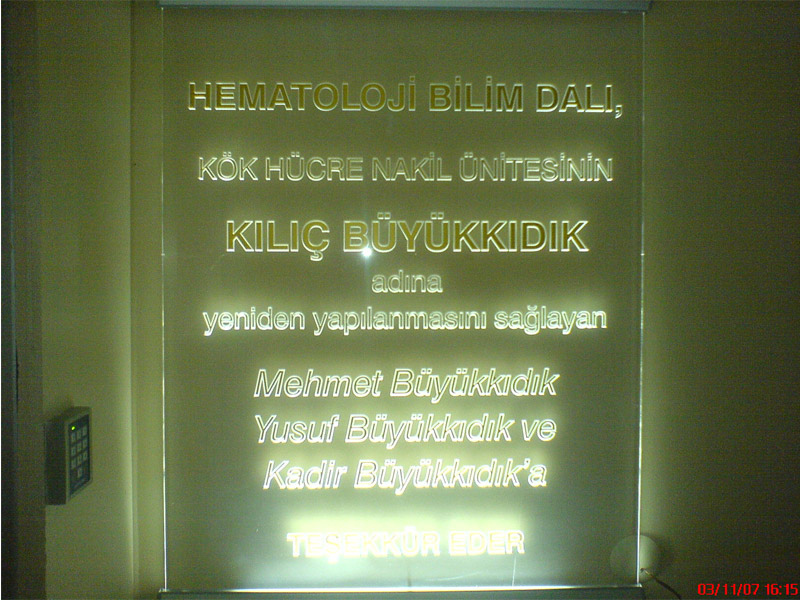 HEMATOLOJİ BİLİM DALI,
KÖK HÜCRE NAKİL ÜNİTESİNİN
KILIÇ BÜYÜKKIDIK
adına
yeniden yapılanmasını sağlayan
Mehmet Büyükkıdık
Yusuf Büyükkıdık ve
Kadir Büyükkıdık'a
TEŞEKKÜR EDER
03/11/07 16:15